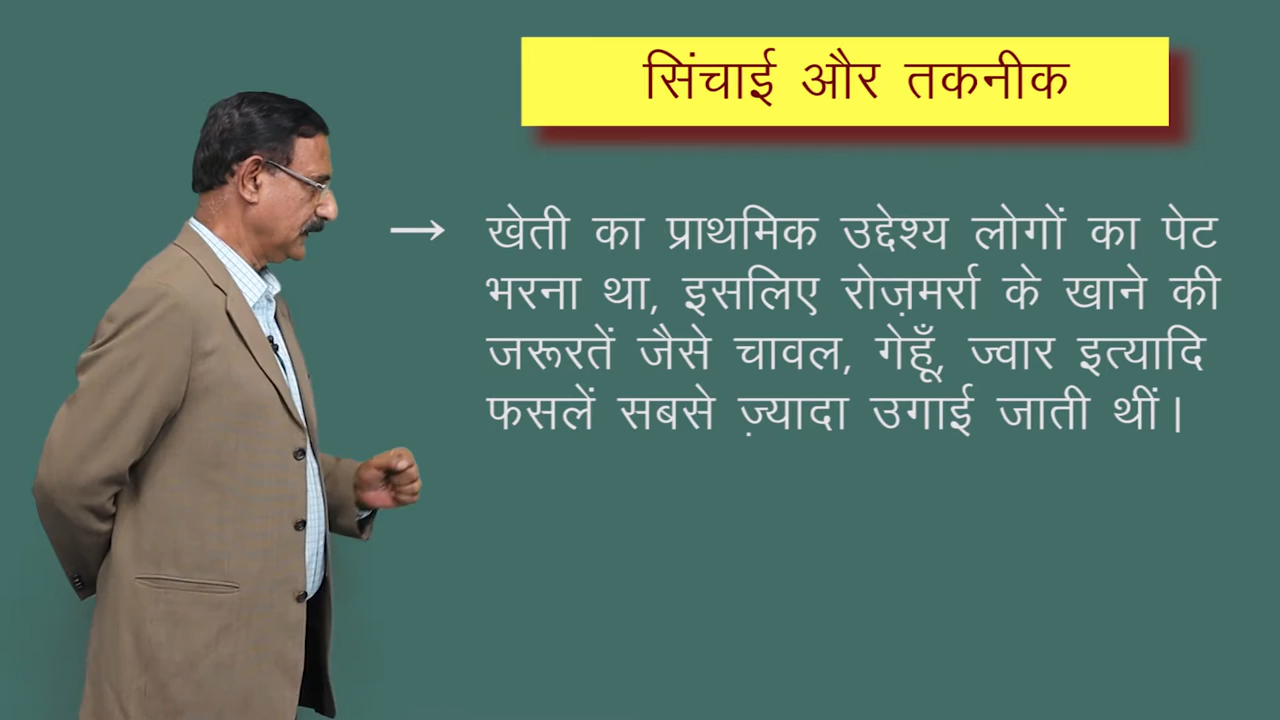 सिंचाई और तकनीक
→ खेती का प्राथमिक उद्देश्य लोगों का पेट
भरना था, इसलिए रोज़मर्रा के खाने की
जरूरतें जैसे चावल, गेहूँ, ज्वार इत्यादि
फसलें सबसे ज़्यादा उगाई जाती थीं।